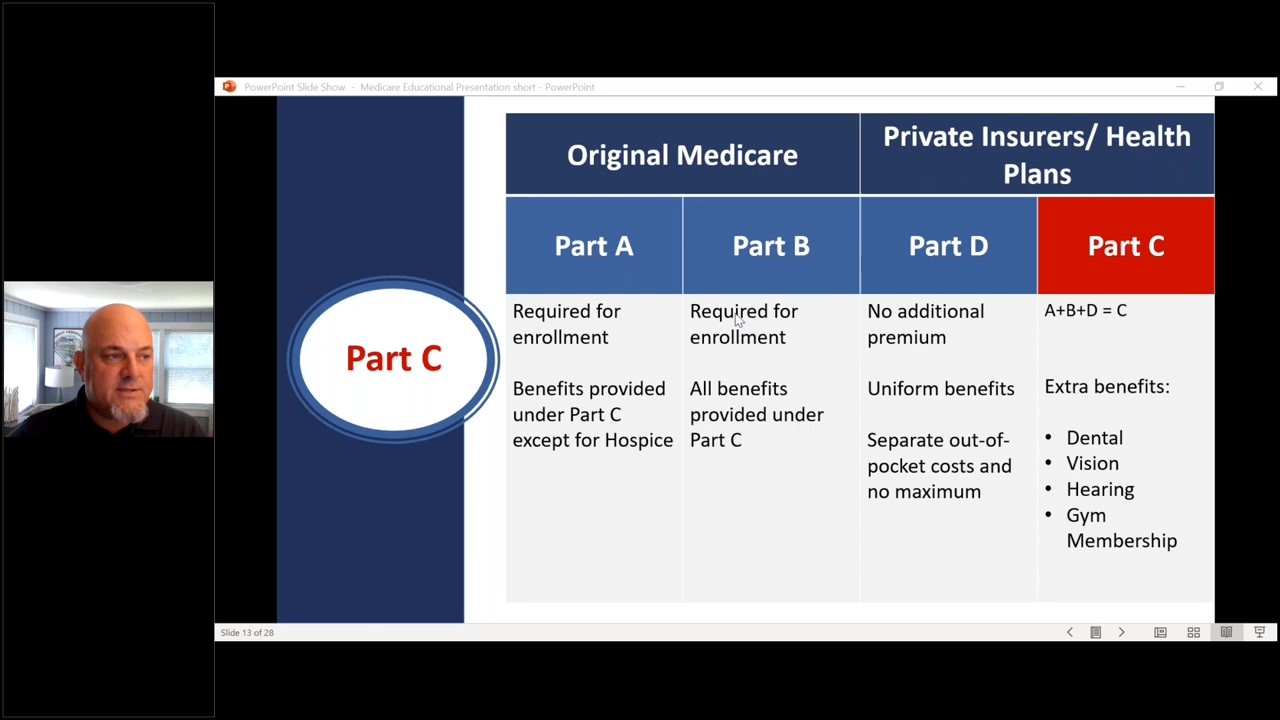 PowerPoint Slide Show - Medicare Educational Presentation short - PowerPoint
Part C
Original Medicare
Private Insurers/ Health
Plans
Part A
Part B
Part D
Part C
Required for
enrollment
Benefits provided
under Part C
except for Hospice
Required for
enrollment
All benefits
provided under
Part C
No additional
premium
Uniform benefits
Separate out-of-
pocket costs and
no maximum
A+B+D = C
Extra benefits:
• Dental
• Vision
• Hearing
• Gym
Membership
Slide 13 of 28